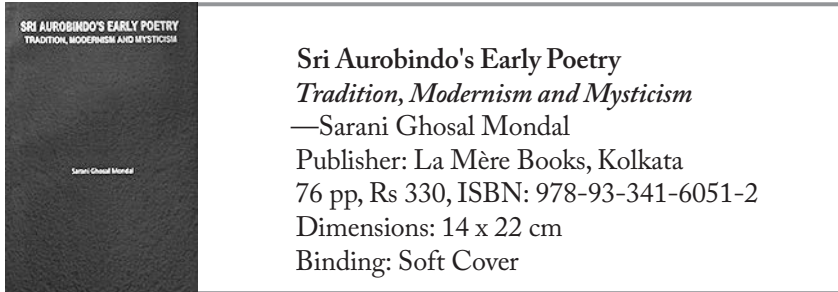 SRI AUROBINDO'S EARLY POETRY
TRADITION, MODERNISM AND MYSTICISM
Sarani Ghosal Mondal
Sri Aurobindo's Early Poetry
Tradition, Modernism and Mysticism
—Sarani Ghosal Mondal
Publisher: La Mère Books, Kolkata
76 pp, Rs 330, ISBN: 978-93-341-6051-2
Dimensions: 14 x 22 cm
Binding: Soft Cover